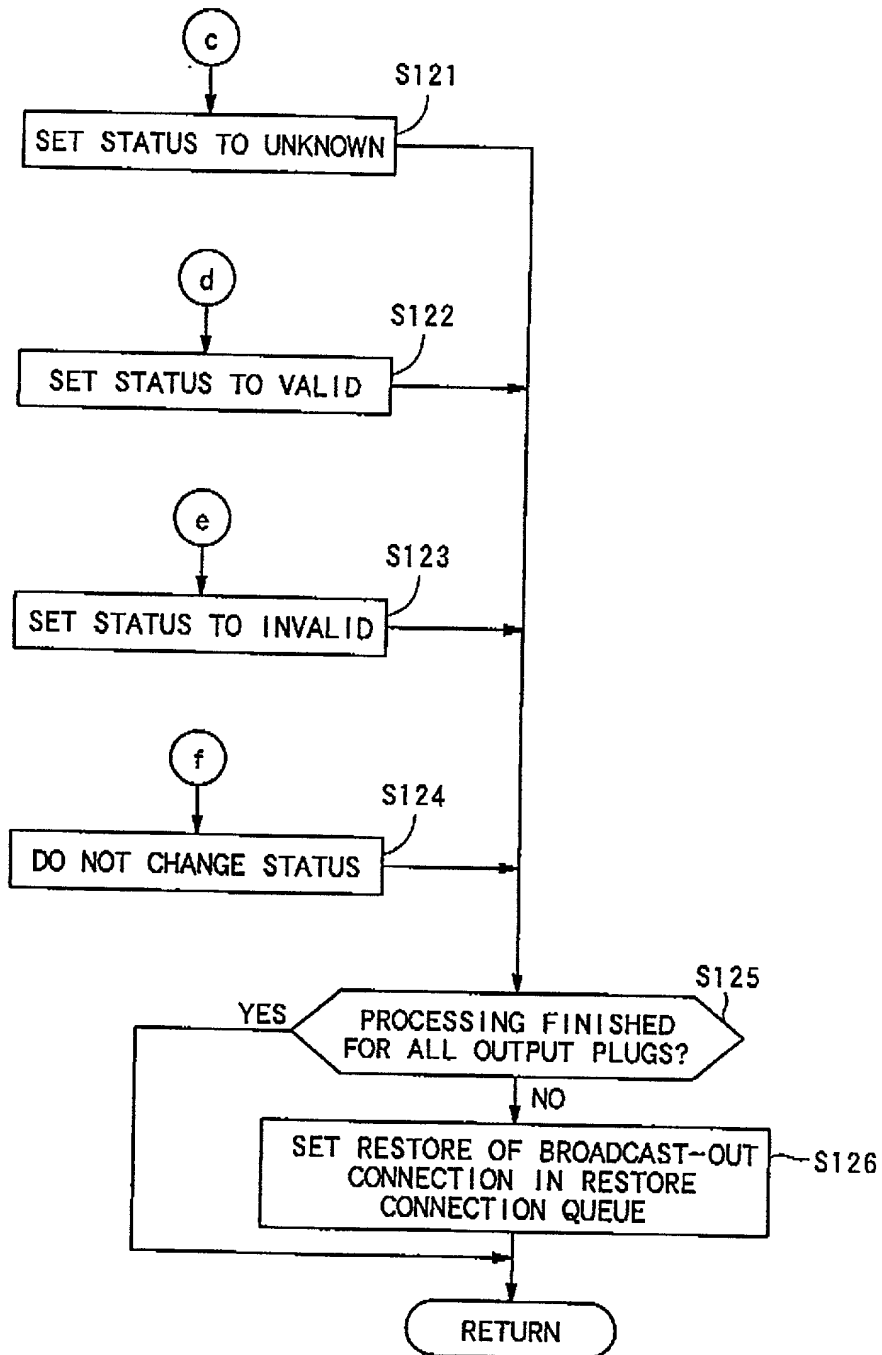 c
S121
SET STATUS TO UNKNOWN
d
S122
SET STATUS TO VALID
e
S123
SET STATUS TO INVALID
f
S124
DO NOT CHANGE STATUS
S125
YES
PROCESSING FINISHED
FOR ALL OUTPUT PLUGS?
NO
SET RESTORE OF BROADCAST-OUT
CONNECTION IN RESTORE
CONNECTION QUEUE
S126
RETURN